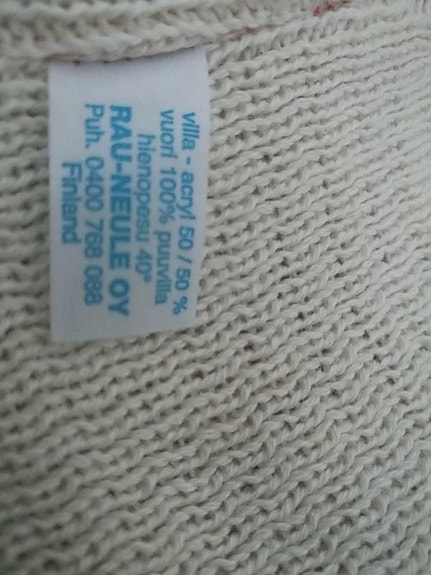 villa - acryl 50 / 50 %
vuori 100% puuvilla
hienopesu 40°
RAU-NEULE OY
Puh. 0400 768 088
Finland